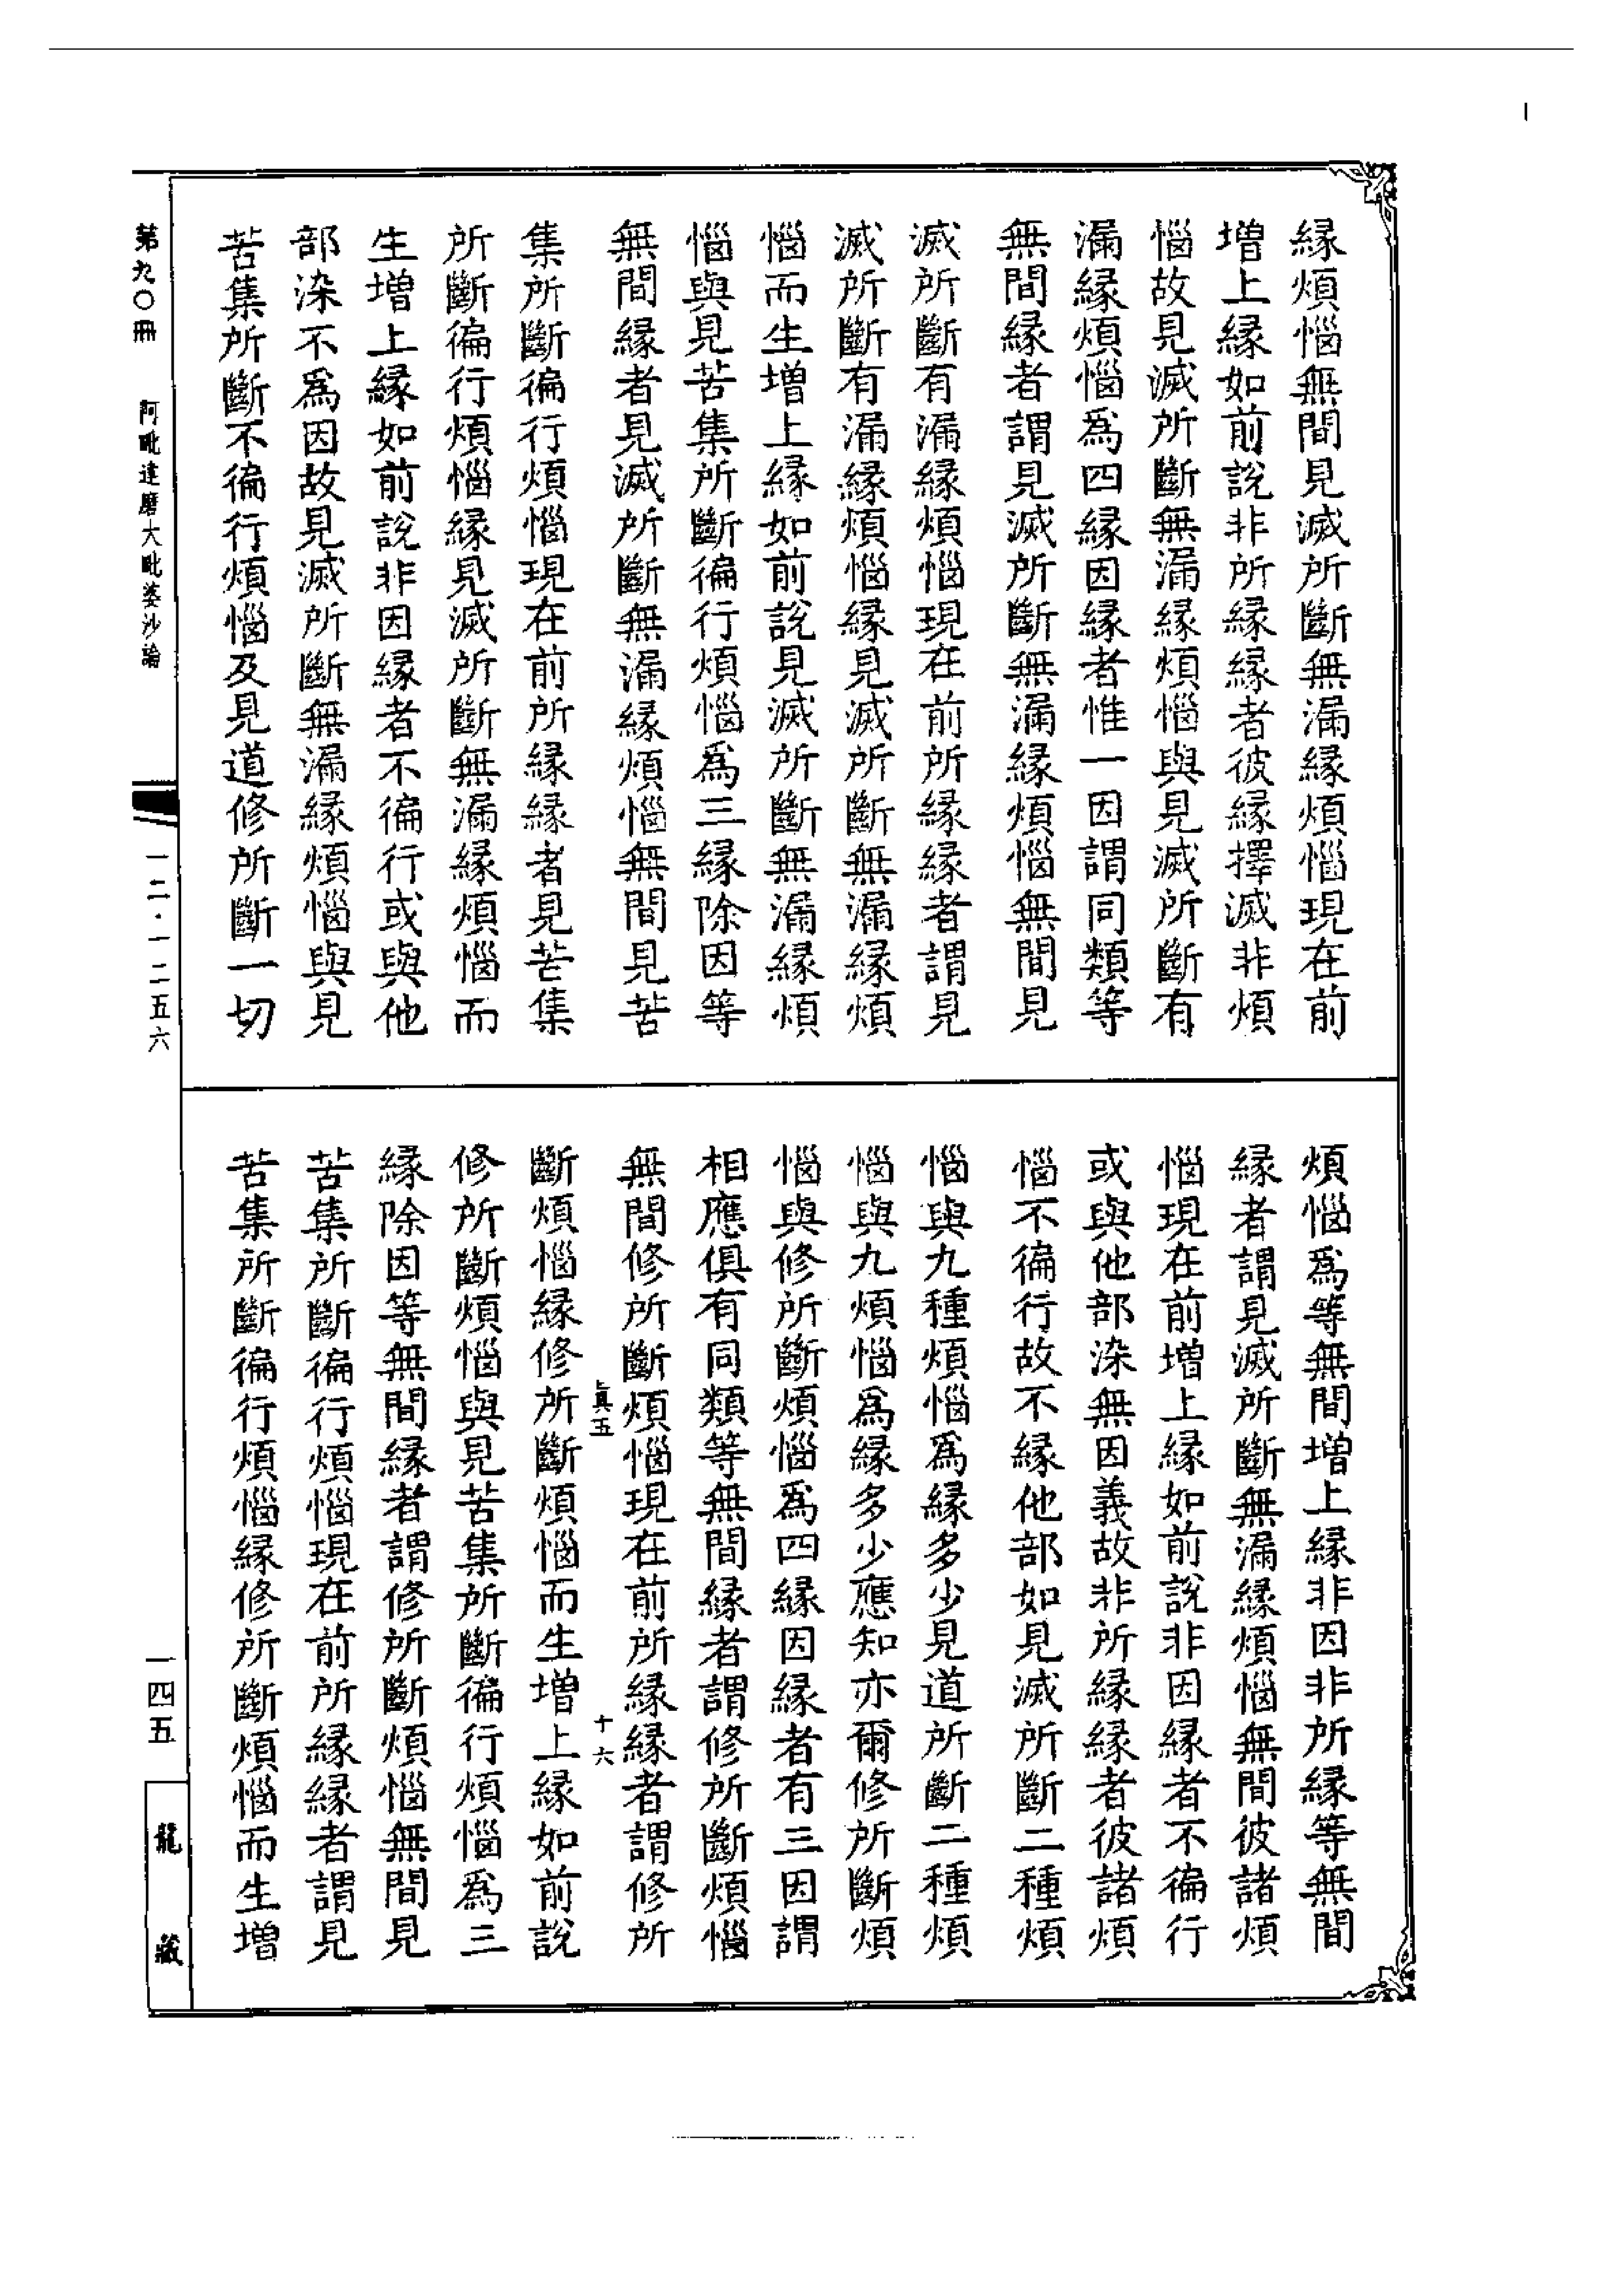 緣煩惱無間見滅所斷無漏緣煩惱現在前
增上緣如前說非所緣緣者彼緣擇滅非煩
惱故見滅所斷無漏緣煩惱與見滅所斷有
漏緣煩惱爲四緣因緣者惟一因謂同類等
無間緣者謂見滅所斷無漏緣煩惱無間見
滅所斷有漏緣煩惱現在前所緣緣者謂見
滅所斷有漏緣煩惱緣見滅所斷無漏緣煩
惱而生增上緣如前說見滅所斷無漏緣煩
惱與見苦集所斷徧行煩惱爲三緣除因等
無間緣者見滅所斷無漏緣煩惱無間見苦
集所斷徧行煩惱現在前所緣緣者見苦集
所斷徧行煩惱緣見滅所斷無漏緣煩惱而
生增上緣如前說非因緣者不徧行或與他
部染不爲因故見滅所斷無漏緣煩惱與見
苦集所斷不徧行煩惱及見道修所斷一切
煩惱爲等無間增上緣非因非所緣等無間
緣者謂見滅所斷無漏緣煩惱無間彼諸煩
惱現在前增上緣如前說非因緣者不徧行
或與他部染無因義故非所緣緣者彼諸煩
惱不徧行故不緣他部如見滅所斷二種煩
惱與九種煩惱爲緣多少見道所斷二種煩
惱與九煩惱爲緣多少應知亦爾修所斷煩
惱與修所斷煩惱爲四緣因緣者有三因謂
相應俱有同類等無間緣者謂修所斷煩惱
無間修所斷煩惱現在前所緣緣者謂修所
斷煩惱緣修所斷煩惱而生增上緣如前說
修所斷煩惱與見苦集所斷徧行煩惱爲三
緣除因等無間緣者謂修所斷煩惱無間見
苦集所斷徧行煩惱現在前所緣緣者謂見
苦集所斷徧行煩惱緣修所斷煩惱而生增
真五
十六
第九〇冊
阿毗達磨大毗婆沙論
一二·一二五六
一四五
龍藏